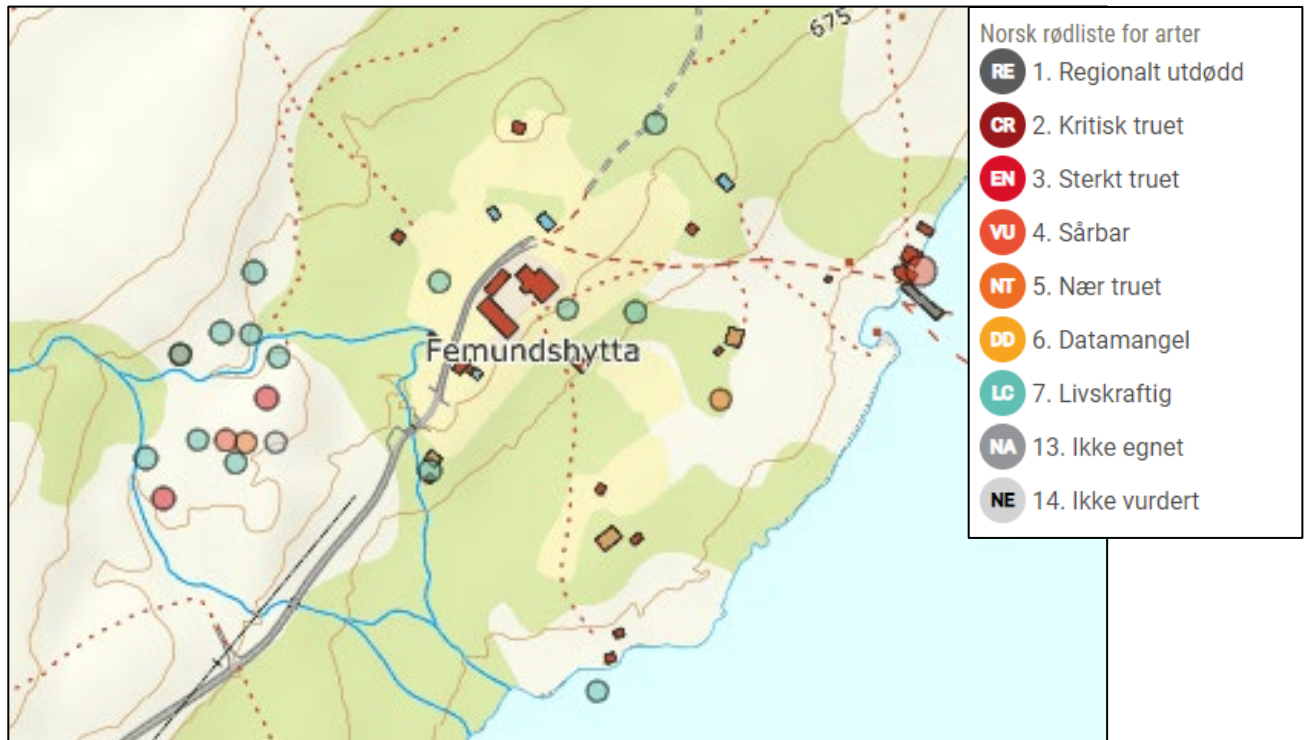 675
Femundshytta
Norsk rødliste for arter
RE 1. Regionalt utdødd
CR 2. Kritisk truet
EN 3. Sterkt truet
VU 4. Sårbar
NT 5. Nær truet
DD 6. Datamangel
LC 7. Livskraftig
NA 13. Ikke egnet
NE 14. Ikke vurdert